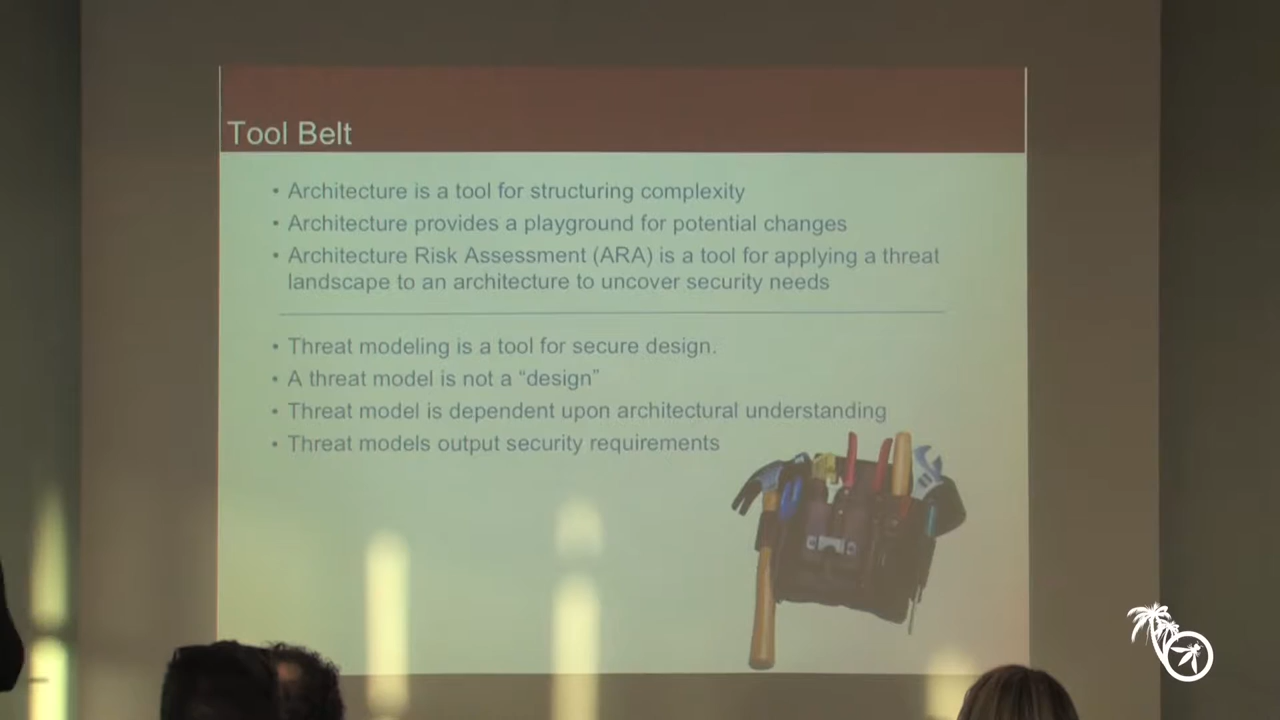 Tool Belt
• Architecture is a tool for structuring complexity
• Architecture provides a playground for potential changes
• Architecture Risk Assessment (ARA) is a tool for applying a threat
landscape to an architecture to uncover security needs
• Threat modeling is a tool for secure design.
• A threat model is not a “design”
• Threat model is dependent upon architectural understanding
• Threat models output security requirements